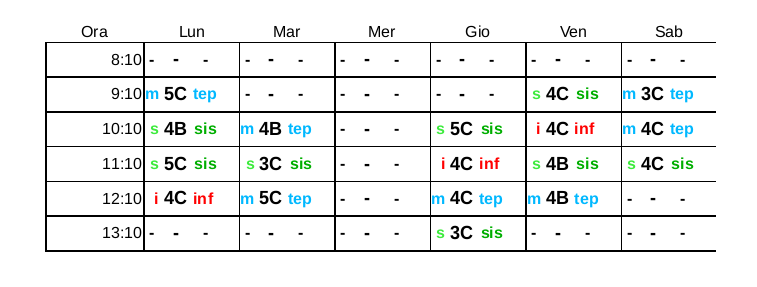 Ora Lun Mar Mer Gio Ven Sab
8:10 - - - - - - - - - - - - - - - - - -
9:10 m 5C tep - - - - - - - - - s 4C sis m 3C tep
10:10 s 4B sis m 4B tep - - - s 5C sis i 4C inf m 4C tep
11:10 s 5C sis s 3C sis - - - i 4C inf s 4B sis s 4C sis
12:10 i 4C inf m 5C tep - - - m 4C tep m 4B tep - - -
13:10 - - - - - - - - - s 3C sis - - - - - -